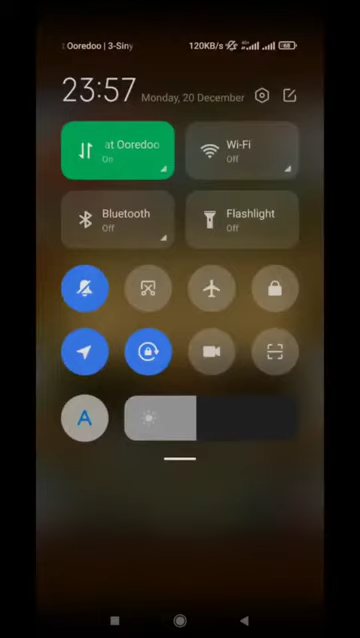 Ooredoo | 3-Siny
120KB/s 68
23:57 Monday, 20 December
at Ooredoo
On
Wi-Fi
Off
Bluetooth
Off
Flashlight
Off
A